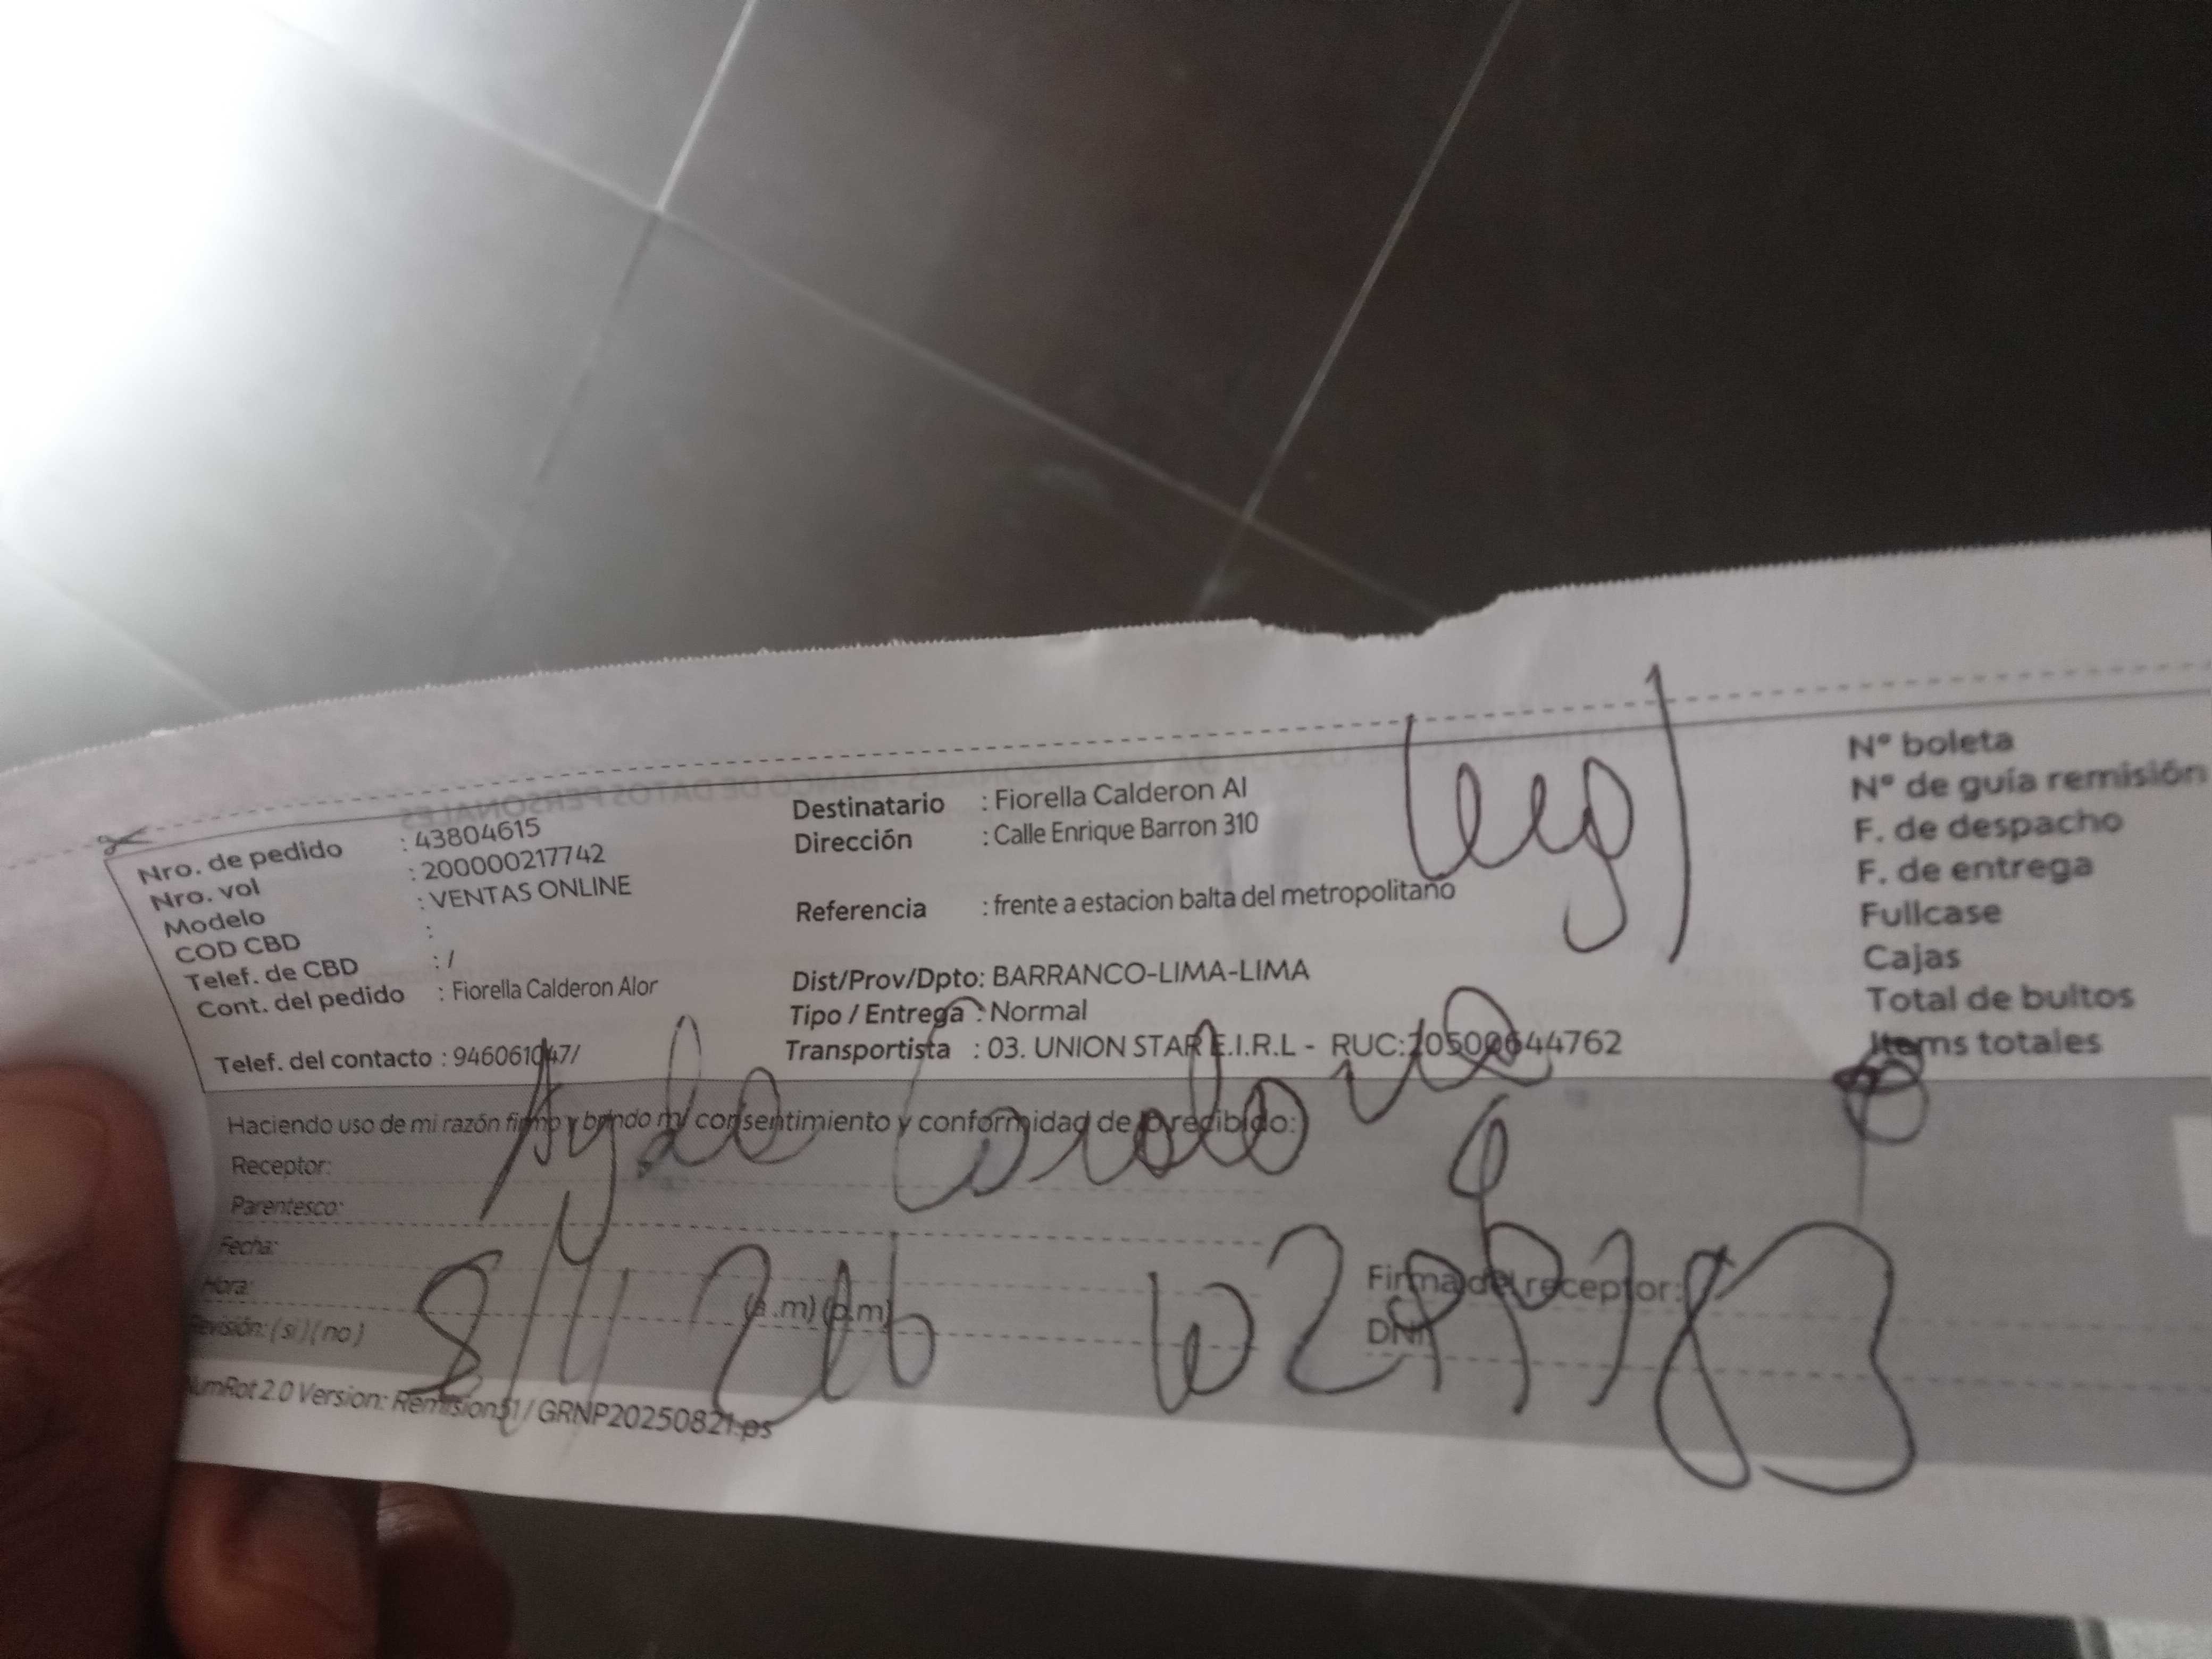 Nro. de pedido : 43804615
Nro. vol : 200000217742
Modelo : VENTAS ONLINE
COD CBD :
Telef. de CBD : /
Cont. del pedido : Fiorella Calderon Alor
Telef. del contacto : 946061047/
Destinatario : Fiorella Calderon Al
Dirección : Calle Enrique Barron 310
Referencia : frente a estacion balta del metropolitano
Dist/Prov/Dpto: BARRANCO-LIMA-LIMA
Tipo / Entrega : Normal
Transportista : 03. UNION STAR E.I.R.L - RUC:20500644762
N° boleta
N° de guía remisión
F. de despacho
F. de entrega
Fullcase
Cajas
Total de bultos
Items totales
Haciendo uso de mi razón firmo y brindo mi consentimiento y conformidad de lo recibido:
Receptor:
Parentesco:
Fecha:
Hora: (a.m) (p.m)
Revisión: ( si ) ( no )
Firma del receptor:
DNI
NumRot 2.0 Version: Remision51 / GRNP20250821.ps